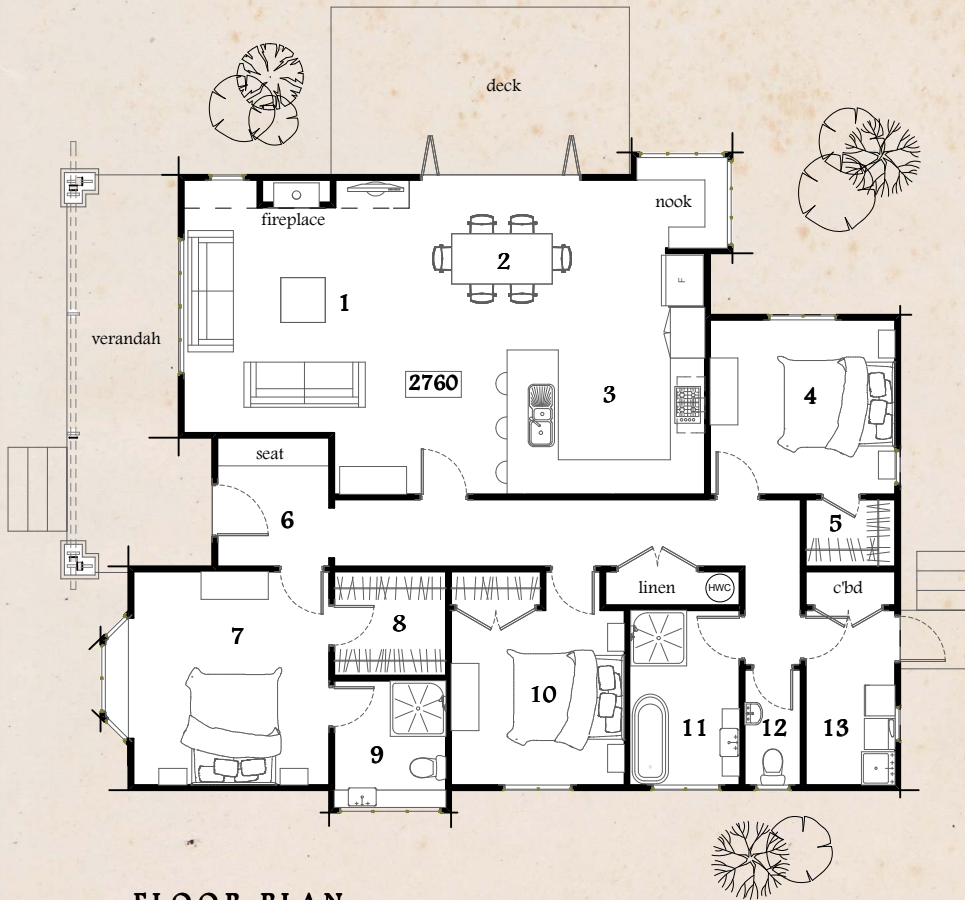 deck
nook
fireplace
2
F
1
verandah
2760
3
4
seat
6
5
linen
HWC
c'bd
7
8
10
9
11
12
13
FLOOR PLAN